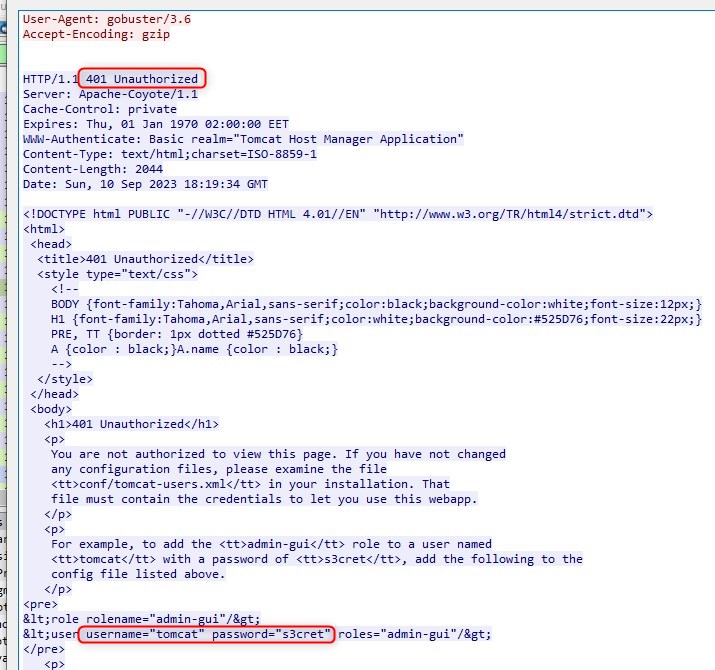 User-Agent: gobuster/3.6
Accept-Encoding: gzip
HTTP/1.1 401 Unauthorized
Server: Apache-Coyote/1.1
Cache-Control: private
Expires: Thu, 01 Jan 1970 02:00:00 EET
WWW-Authenticate: Basic realm="Tomcat Host Manager Application"
Content-Type: text/html;charset=ISO-8859-1
Content-Length: 2044
Date: Sun, 10 Sep 2023 18:19:34 GMT
<!DOCTYPE html PUBLIC "-//W3C//DTD HTML 4.01//EN" "http://www.w3.org/TR/html4/strict.dtd">
<html>
<head>
<title>401 Unauthorized</title>
<style type="text/css">
<!--
BODY {font-family:Tahoma,Arial,sans-serif;color:black;background-color:white;font-size:12px;}
H1 {font-family:Tahoma,Arial,sans-serif;color:white;background-color:#525D76;font-size:22px;}
PRE, TT {border: 1px dotted #525D76}
A {color : black;}A.name {color : black;}
-->
</style>
</head>
<body>
<h1>401 Unauthorized</h1>
<p>
You are not authorized to view this page. If you have not changed
any configuration files, please examine the file
<tt>conf/tomcat-users.xml</tt> in your installation. That
file must contain the credentials to let you use this webapp.
</p>
<p>
For example, to add the <tt>admin-gui</tt> role to a user named
<tt>tomcat</tt> with a password of <tt>s3cret</tt>, add the following to the
config file listed above.
</p>
<pre>
&lt;role rolename="admin-gui"/&gt;
&lt;user username="tomcat" password="s3cret" roles="admin-gui"/&gt;
</pre>
<p>